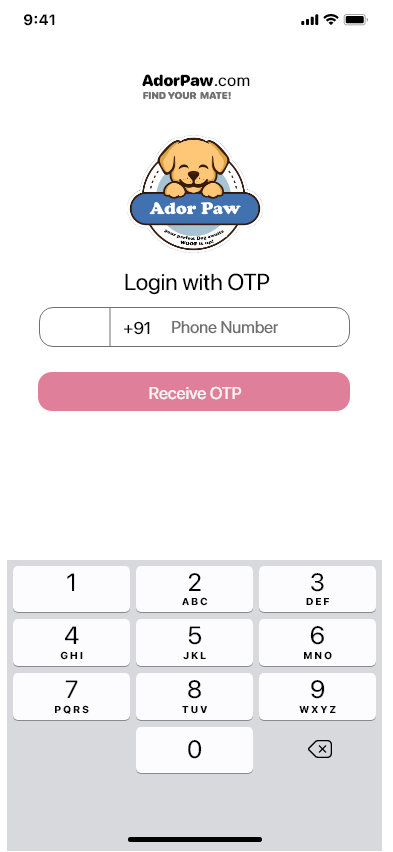 9:41
AdorPaw.com
FIND YOUR MATE!
Ador Paw
your perfect Dog awaits
WOOF is up!
Login with OTP
+91 Phone Number
Receive OTP
1 2 3
ABC DEF
4 5 6
GHI JKL MNO
7 8 9
PQRS TUV WXYZ
0